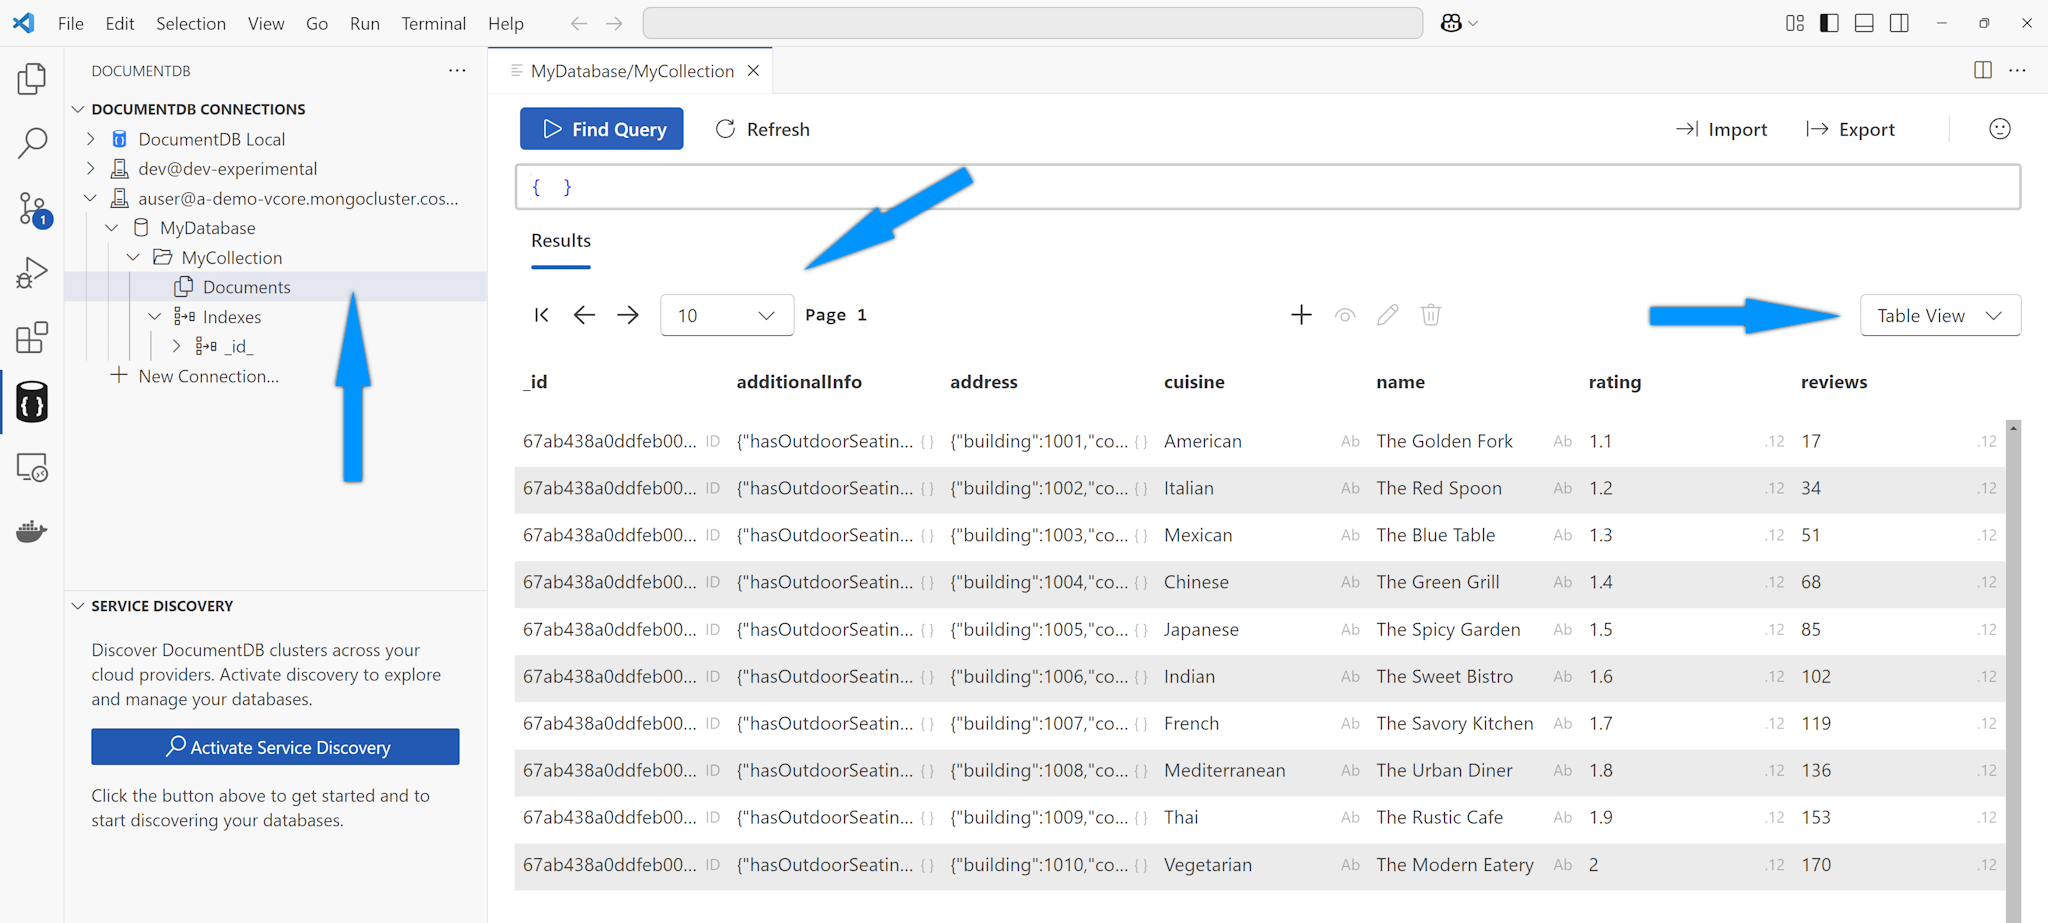 File Edit Selection View Go Run Terminal Help
DOCUMENTDB
DOCUMENTDB CONNECTIONS
DocumentDB Local
dev@dev-experimental
auser@a-demo-vcore.mongocluster.cos...
MyDatabase
MyCollection
Documents
Indexes
_id_
New Connection...
1
SERVICE DISCOVERY
Discover DocumentDB clusters across your
cloud providers. Activate discovery to explore
and manage your databases.
Activate Service Discovery
Click the button above to get started and to
start discovering your databases.
MyDatabase/MyCollection
Find Query Refresh Import Export
{ }
Results
10 Page 1 Table View
_id additionalInfo address cuisine name rating reviews
67ab438a0ddfeb00... ID {"hasOutdoorSeatin... {} {"building":1001,"co... {} American Ab The Golden Fork Ab 1.1 .12 17 .12
67ab438a0ddfeb00... ID {"hasOutdoorSeatin... {} {"building":1002,"co... {} Italian Ab The Red Spoon Ab 1.2 .12 34 .12
67ab438a0ddfeb00... ID {"hasOutdoorSeatin... {} {"building":1003,"co... {} Mexican Ab The Blue Table Ab 1.3 .12 51 .12
67ab438a0ddfeb00... ID {"hasOutdoorSeatin... {} {"building":1004,"co... {} Chinese Ab The Green Grill Ab 1.4 .12 68 .12
67ab438a0ddfeb00... ID {"hasOutdoorSeatin... {} {"building":1005,"co... {} Japanese Ab The Spicy Garden Ab 1.5 .12 85 .12
67ab438a0ddfeb00... ID {"hasOutdoorSeatin... {} {"building":1006,"co... {} Indian Ab The Sweet Bistro Ab 1.6 .12 102 .12
67ab438a0ddfeb00... ID {"hasOutdoorSeatin... {} {"building":1007,"co... {} French Ab The Savory Kitchen Ab 1.7 .12 119 .12
67ab438a0ddfeb00... ID {"hasOutdoorSeatin... {} {"building":1008,"co... {} Mediterranean Ab The Urban Diner Ab 1.8 .12 136 .12
67ab438a0ddfeb00... ID {"hasOutdoorSeatin... {} {"building":1009,"co... {} Thai Ab The Rustic Cafe Ab 1.9 .12 153 .12
67ab438a0ddfeb00... ID {"hasOutdoorSeatin... {} {"building":1010,"co... {} Vegetarian Ab The Modern Eatery Ab 2 .12 170 .12